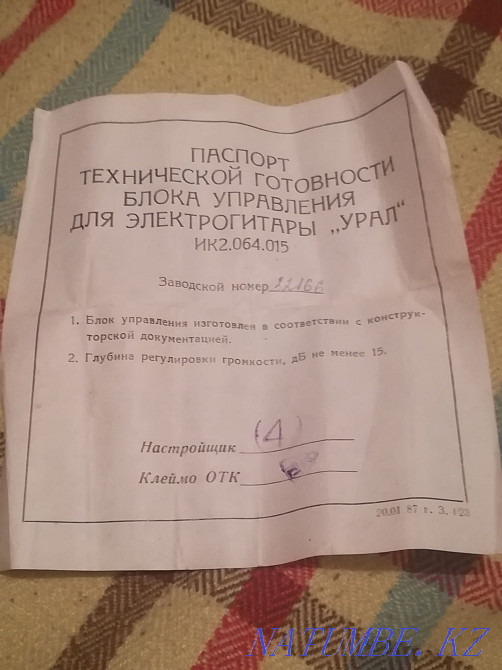 ПАСПОРТ
ТЕХНИЧЕСКОЙ ГОТОВНОСТИ
БЛОКА УПРАВЛЕНИЯ
ДЛЯ ЭЛЕКТРОГИТАРЫ „УРАЛ“
ИК2.064.015
Заводской номер
1. Блок управления изготовлен в соответствии с конструк-
торской документацией.
2. Глубина регулировки громкости, дБ не менее 15.
Настройщик (4)
Клеймо ОТК
20.01 87 г. З. 123
NATUMBE.KZ